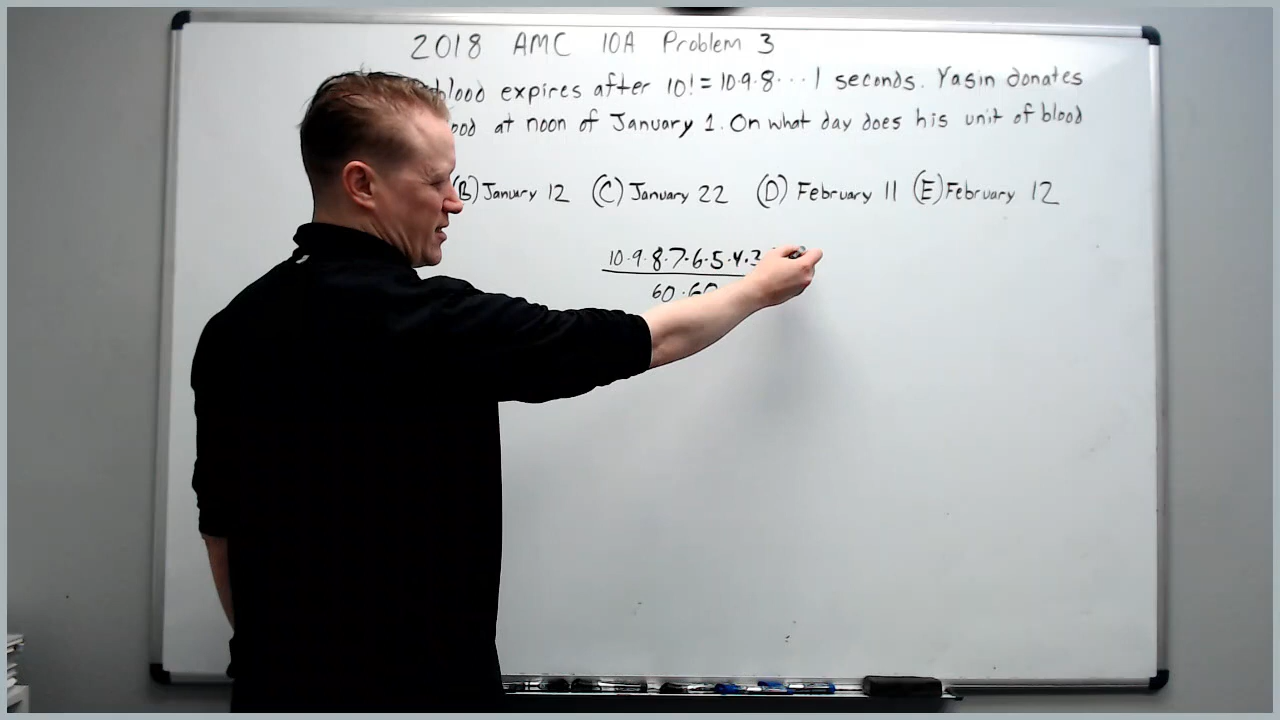 2018 AMC 10A Problem 3
blood expires after 10! = 10·9·8···1 seconds. Yasin donates
at noon of January 1. On what day does his unit of blood
(B) January 12 (C) January 22 (D) February 11 (E) February 12
10·9·8·7·6·5·4·3
60·60